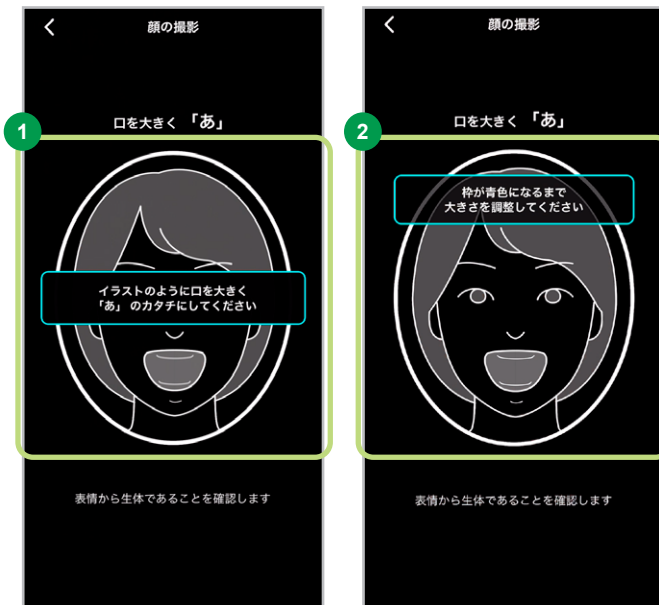 顔の撮影
口を大きく 「あ」
1
イラストのように口を大きく
「あ」 のカタチにしてください
表情から生体であることを確認します
顔の撮影
口を大きく 「あ」
2
枠が青色になるまで
大きさを調整してください
表情から生体であることを確認します